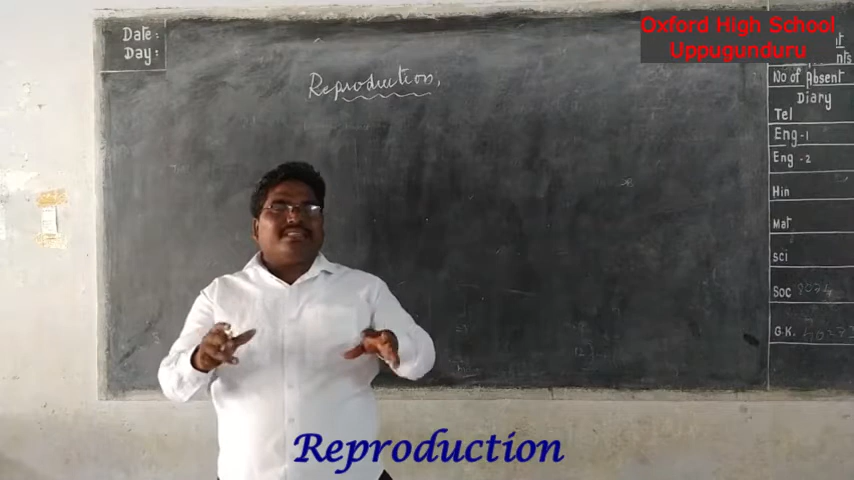 Date:
Day:
Reproduction,
Oxford High School
Uppugunduru
No of Absent
Diary
Tel
Eng-1
Eng-2
Hin
Mat
Sci
Soc
G.K.
Reproduction